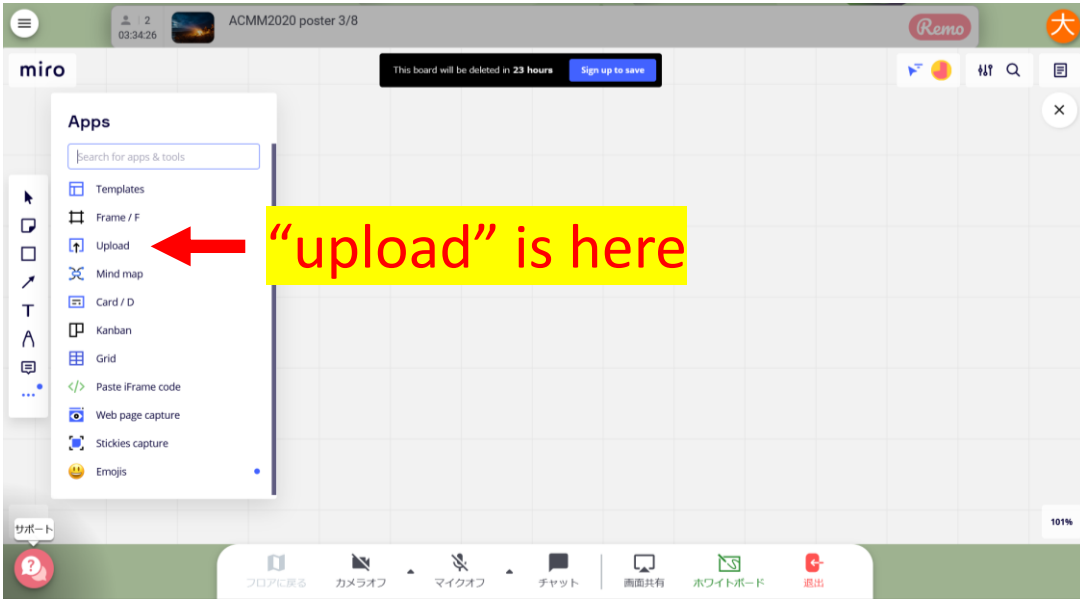 2
03:34:26
ACMM2020 poster 3/8
Remo
大
miro
This board will be deleted in 23 hours
Sign up to save
Apps
Search for apps & tools
Templates
Frame / F
Upload
“upload” is here
Mind map
Card / D
Kanban
Grid
</> Paste iFrame code
Web page capture
Stickies capture
Emojis
T
101%
サポート
?
フロアに戻る
カメラオフ
マイクオフ
チャット
画面共有
ホワイトボード
退出